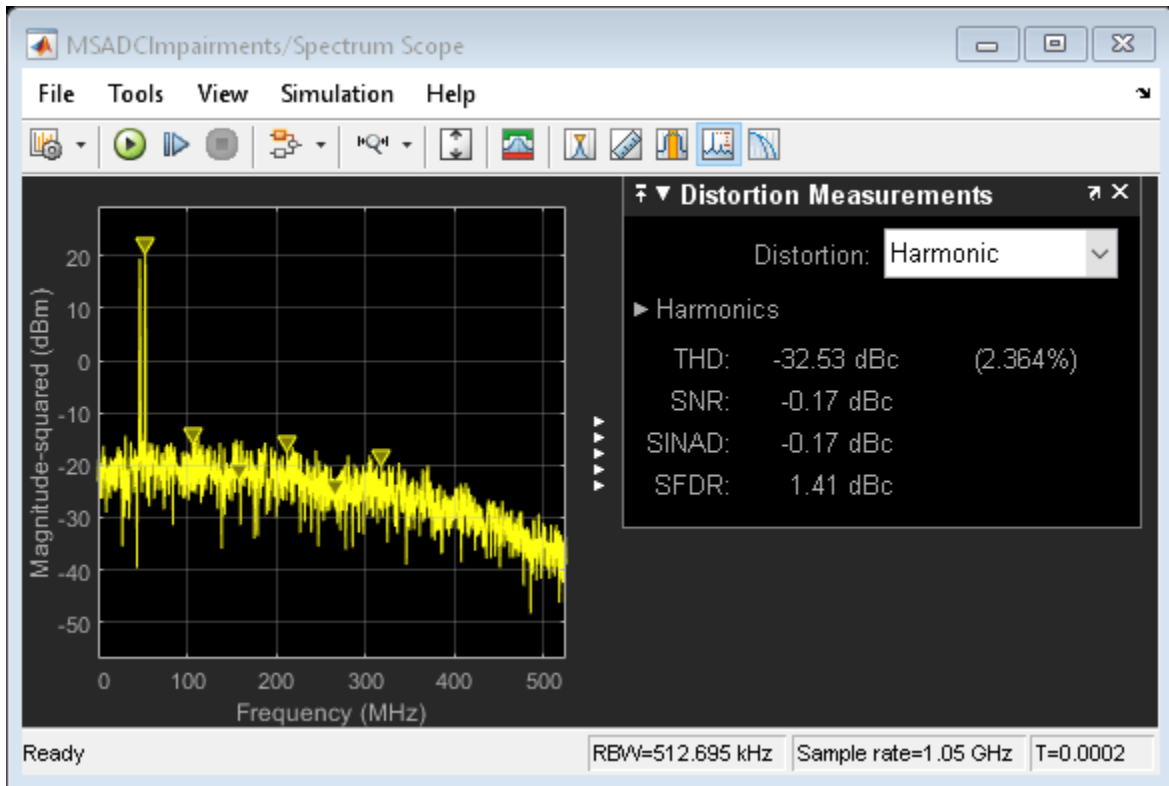 MSADCImpairments/Spectrum Scope
File Tools View Simulation Help
Distortion Measurements
Distortion: Harmonic
Harmonics
THD: -32.53 dBc (2.364%)
SNR: -0.17 dBc
SINAD: -0.17 dBc
SFDR: 1.41 dBc
Magnitude-squared (dBm)
20
10
0
-10
-20
-30
-40
-50
0 100 200 300 400 500
Frequency (MHz)
Ready RBW=512.695 kHz Sample rate=1.05 GHz T=0.0002